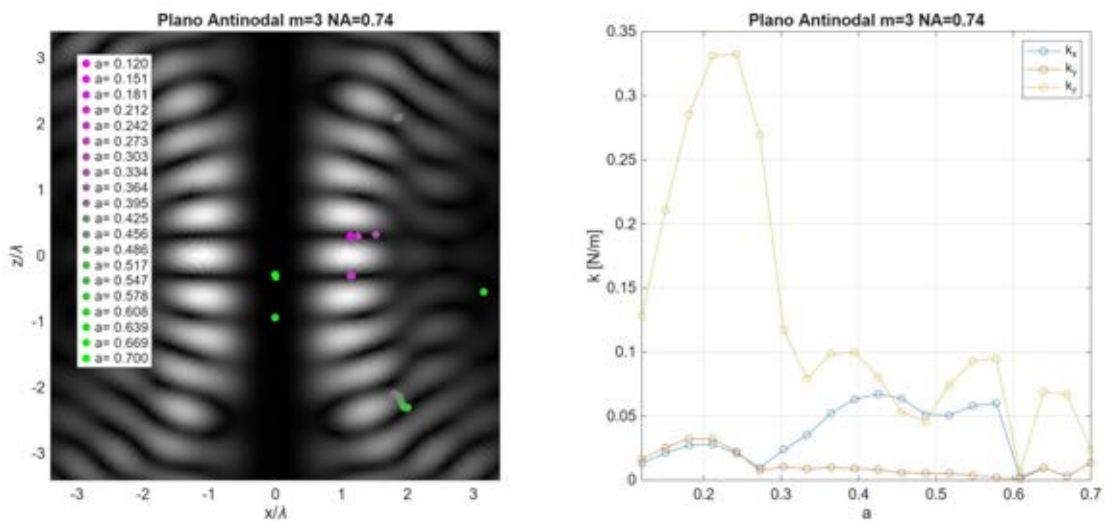 Plano Antinodal m=3 NA=0.74
3
2
1
0
-1
-2
-3
z/λ
a= 0.120
a= 0.151
a= 0.181
a= 0.212
a= 0.242
a= 0.273
a= 0.303
a= 0.334
a= 0.364
a= 0.395
a= 0.425
a= 0.456
a= 0.486
a= 0.517
a= 0.547
a= 0.578
a= 0.608
a= 0.639
a= 0.669
a= 0.700
-3 -2 -1 0 1 2 3
x/λ
Plano Antinodal m=3 NA=0.74
0.35
0.3
0.25
0.2
0.15
0.1
0.05
0
k [N/m]
kx
ky
kz
0.2 0.3 0.4 0.5 0.6 0.7
a